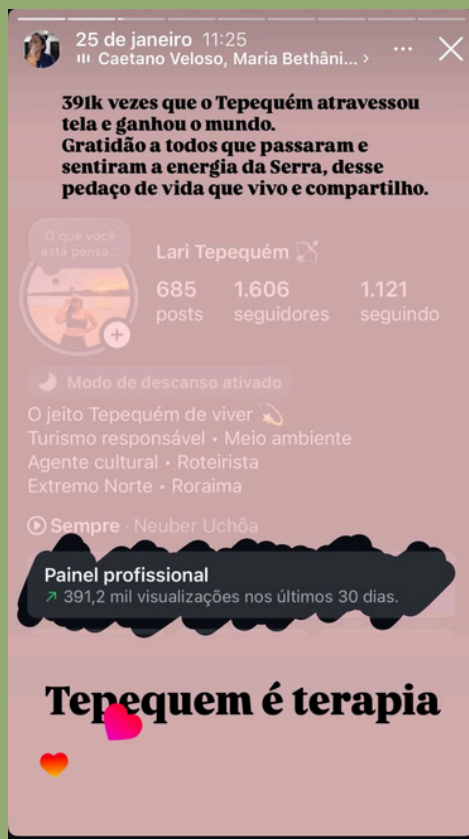 25 de janeiro 11:25
Caetano Veloso, Maria Bethâni... >
391k vezes que o Tepequém atravessou
tela e ganhou o mundo.
Gratidão a todos que passaram e
sentiram a energia da Serra, desse
pedaço de vida que vivo e compartilho.
O que você
está pensa...
Lari Tepequém
685 1.606 1.121
posts seguidores seguindo
Modo de descanso ativado
O jeito Tepequém de viver
Turismo responsável • Meio ambiente
Agente cultural • Roteirista
Extremo Norte • Roraima
Sempre · Neuber Uchôa
Painel profissional
391,2 mil visualizações nos últimos 30 dias.
Tepequem é terapia